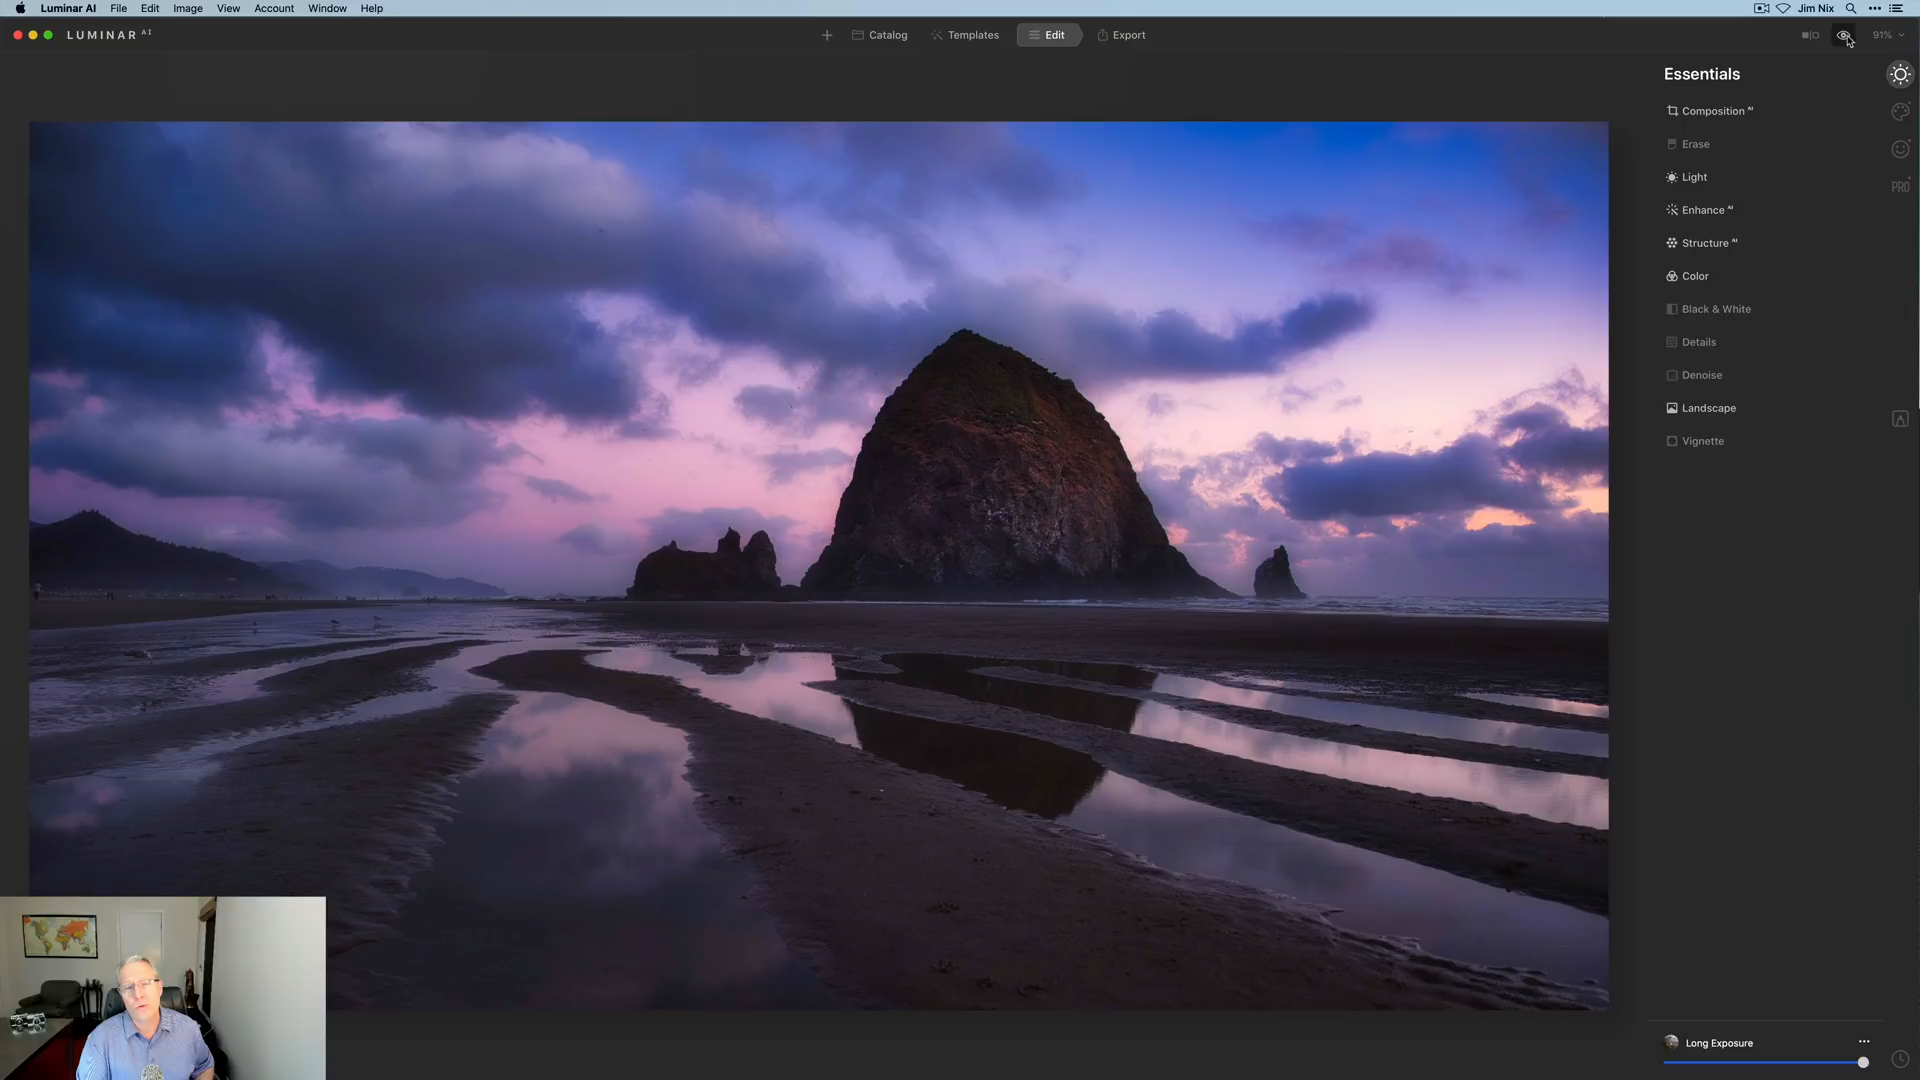 Luminar AI File Edit Image View Account Window Help Jim Nix
LUMINAR AI Catalog Templates Edit Export 91%
Essentials
Composition AI
Erase
Light
Enhance AI
Structure AI
Color
Black & White
Details
Denoise
Landscape
Vignette
PRO
Long Exposure